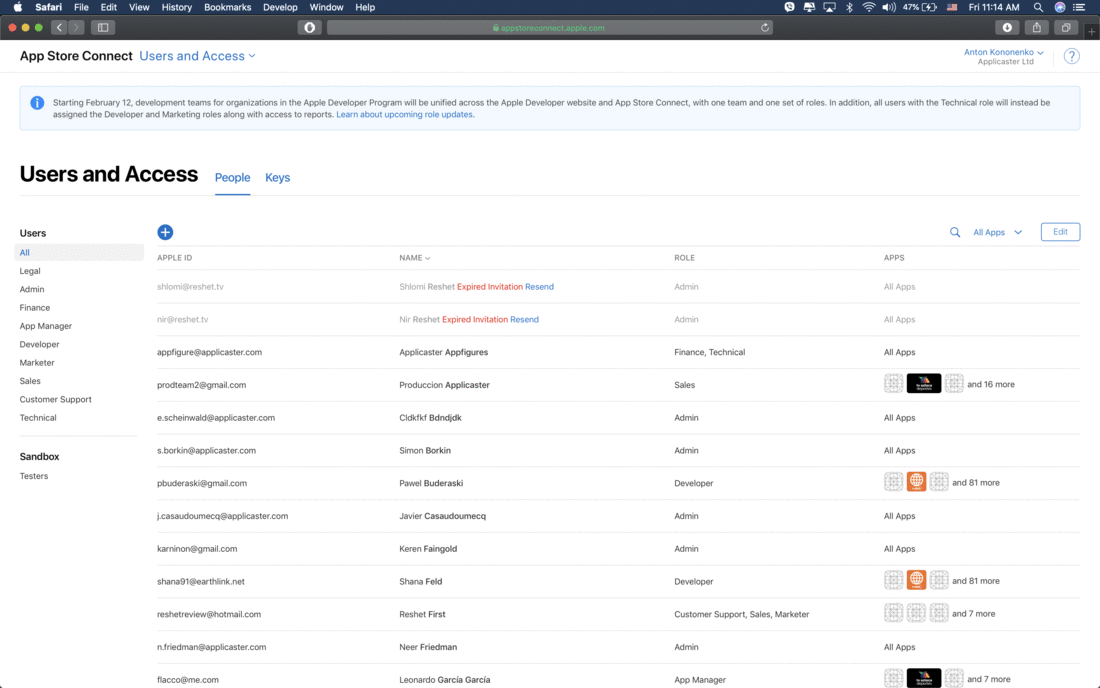 Safari File Edit View History Bookmarks Develop Window Help 47% Fri 11:14 AM
appstoreconnect.apple.com
App Store Connect Users and Access
Anton Kononenko
Applicaster Ltd
?
Starting February 12, development teams for organizations in the Apple Developer Program will be unified across the Apple Developer website and App Store Connect, with one team and one set of roles. In addition, all users with the Technical role will instead be
assigned the Developer and Marketing roles along with access to reports. Learn about upcoming role updates.
Users and Access People Keys
Users
All
Legal
Admin
Finance
App Manager
Developer
Marketer
Sales
Customer Support
Technical
Sandbox
Testers
All Apps Edit
APPLE ID NAME ROLE APPS
shlomi@reshet.tv Shlomi Reshet Expired Invitation Resend Admin All Apps
nir@reshet.tv Nir Reshet Expired Invitation Resend Admin All Apps
appfigure@applicaster.com Applicaster Appfigures Finance, Technical All Apps
prodteam2@gmail.com Produccion Applicaster Sales and 16 more
e.scheinwald@applicaster.com Cldkfkf Bdndjdk Admin All Apps
s.borkin@applicaster.com Simon Borkin Admin All Apps
pbuderaski@gmail.com Pawel Buderaski Developer and 81 more
j.casaudoumecq@applicaster.com Javier Casaudoumecq Admin All Apps
karninon@gmail.com Keren Faingold Admin All Apps
shana91@earthlink.net Shana Feld Developer and 81 more
reshetreview@hotmail.com Reshet First Customer Support, Sales, Marketer and 7 more
n.friedman@applicaster.com Neer Friedman Admin All Apps
flacco@me.com Leonardo García García App Manager and 7 more